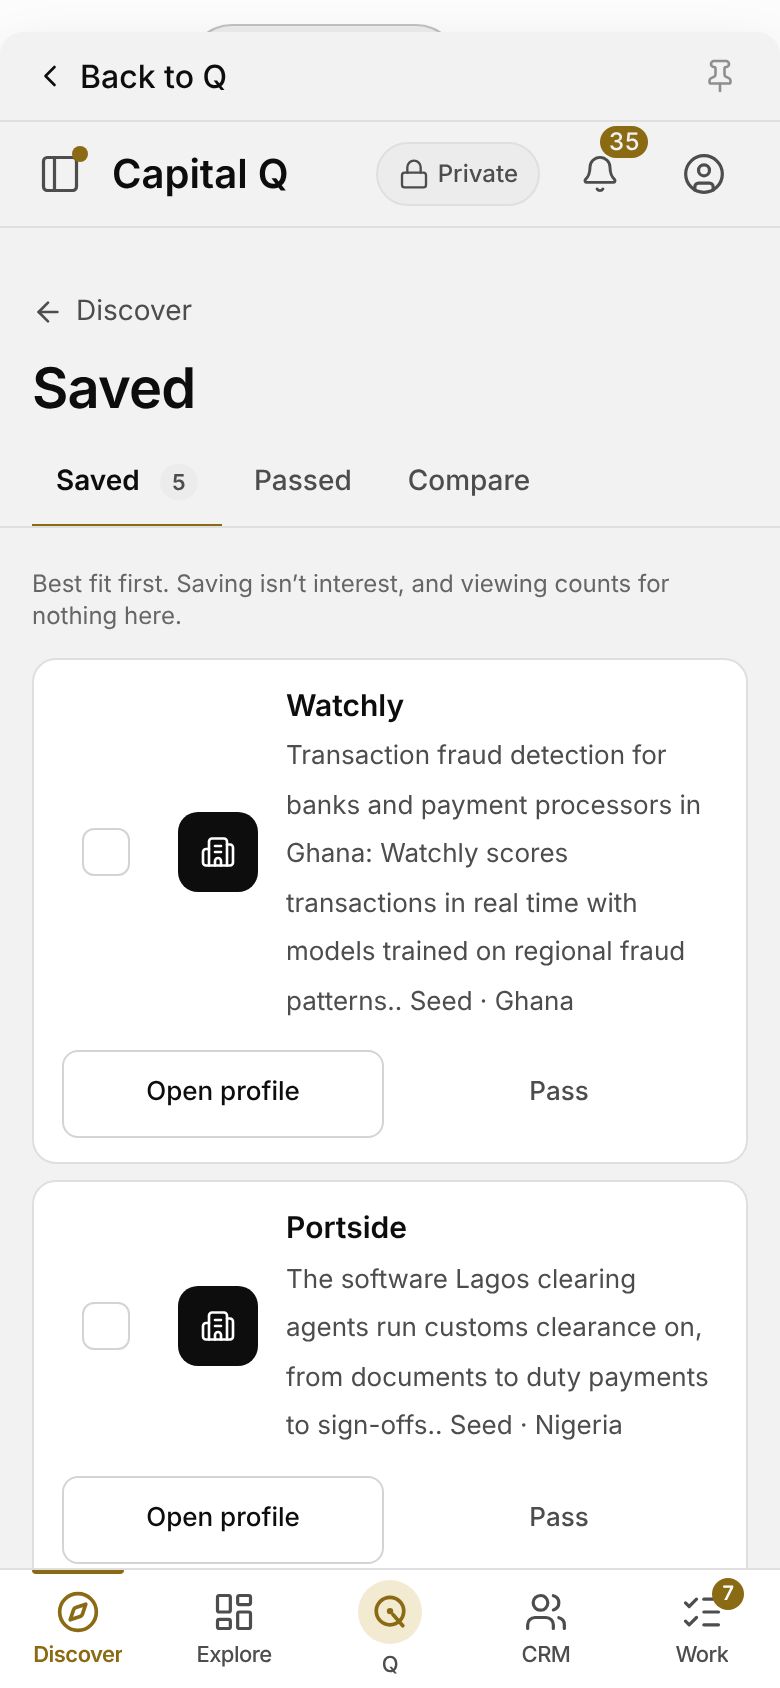 Back to Q
35
Capital Q
Private
Discover
Saved
Saved 5 Passed Compare
Best fit first. Saving isn’t interest, and viewing counts for
nothing here.
Watchly
Transaction fraud detection for
banks and payment processors in
Ghana: Watchly scores
transactions in real time with
models trained on regional fraud
patterns.. Seed · Ghana
Open profile Pass
Portside
The software Lagos clearing
agents run customs clearance on,
from documents to duty payments
to sign-offs.. Seed · Nigeria
Open profile Pass
7
Discover Explore Q CRM Work